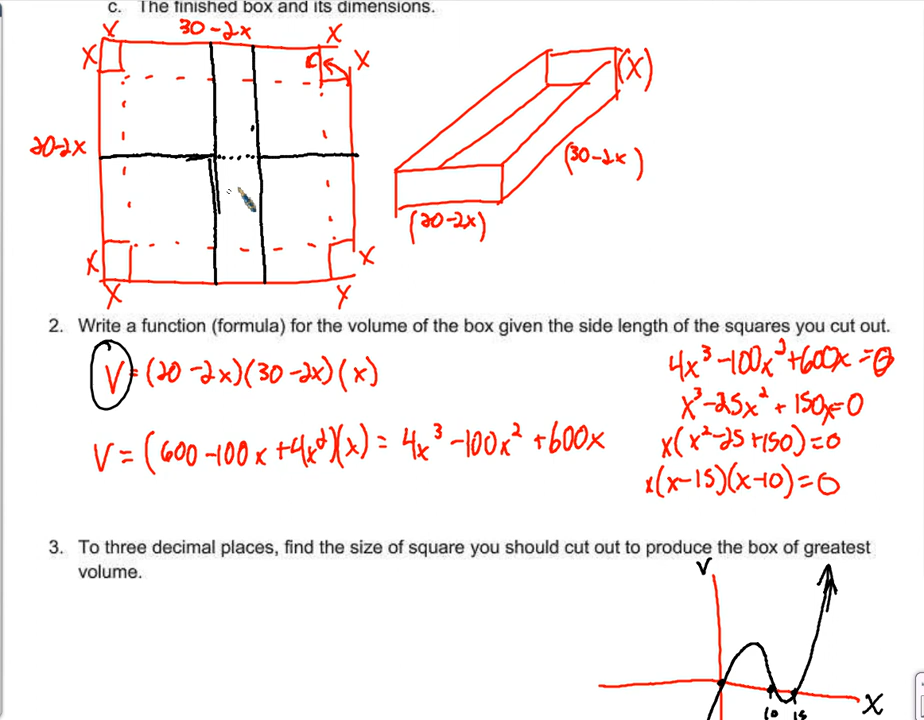 c. The finished box and its dimensions.
X 30-2x X
X X
20-2x
X X
X X
(X)
(30-2x)
(20-2x)
2. Write a function (formula) for the volume of the box given the side length of the squares you cut out.
V = (20-2x)(30-2x)(x)
V = (600-100x+4x²)(x) = 4x³-100x²+600x
4x³-100x²+600x=0
x³-25x²+150x=0
x(x²-25+150)=0
x(x-15)(x-10)=0
3. To three decimal places, find the size of square you should cut out to produce the box of greatest
volume.
V
10 15 X